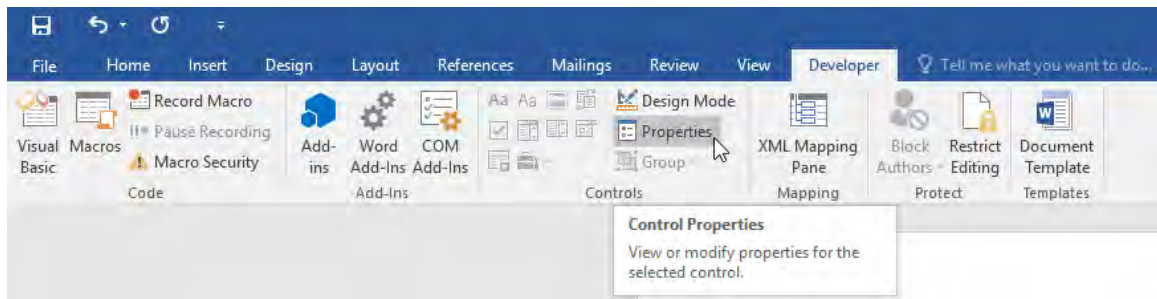 File Home Insert Design Layout References Mailings Review View Developer Tell me what you want to do...
Visual Basic
Macros
Record Macro
Pause Recording
Macro Security
Code
Add-ins
Word Add-Ins
COM Add-Ins
Add-Ins
Aa Aa
Design Mode
Properties
Group
Controls
XML Mapping Pane
Mapping
Block Authors
Restrict Editing
Protect
Document Template
Templates
Control Properties
View or modify properties for the
selected control.